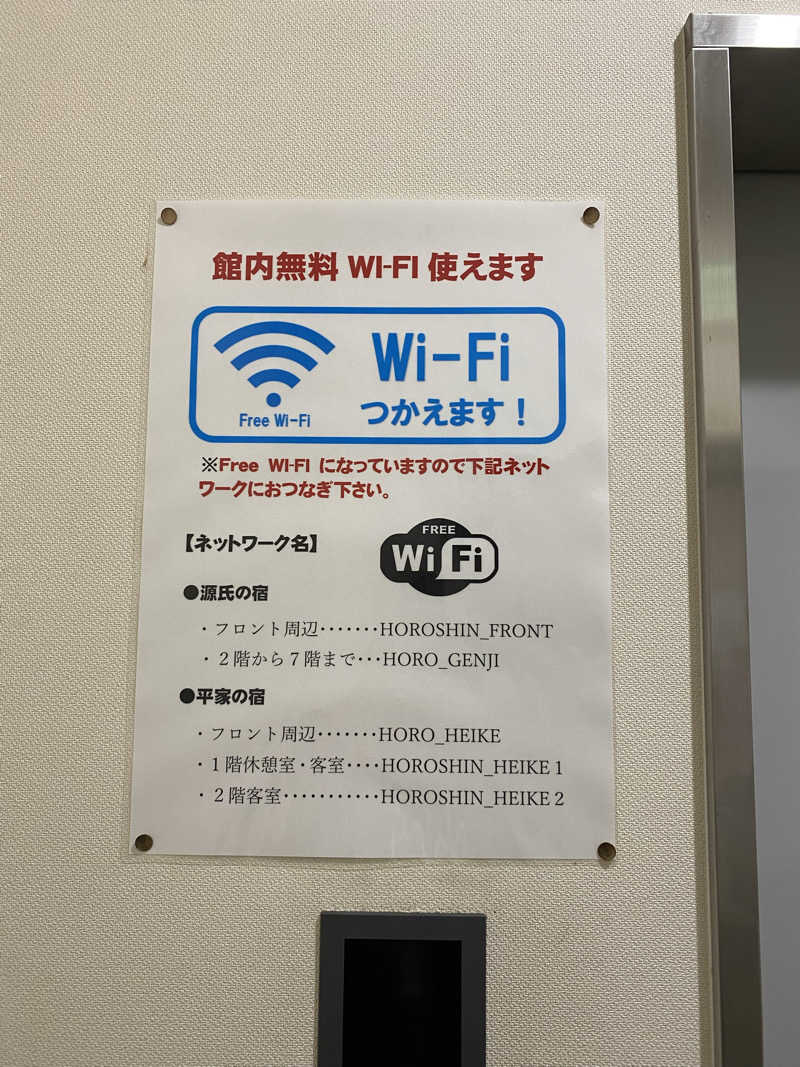 館内無料 WI-FI 使えます
Wi-Fi
Free Wi-Fi
つかえます！
※Free WI-FI になっていますので下記ネット
ワークにおつなぎ下さい。
【ネットワーク名】
FREE
Wi Fi
●源氏の宿
・フロント周辺・・・・・・・HOROSHIN_FRONT
・２階から７階まで・・・HORO_GENJI
●平家の宿
・フロント周辺・・・・・・・HORO_HEIKE
・１階休憩室・客室・・・・HOROSHIN_HEIKE１
・２階客室・・・・・・・・・・・HOROSHIN_HEIKE２